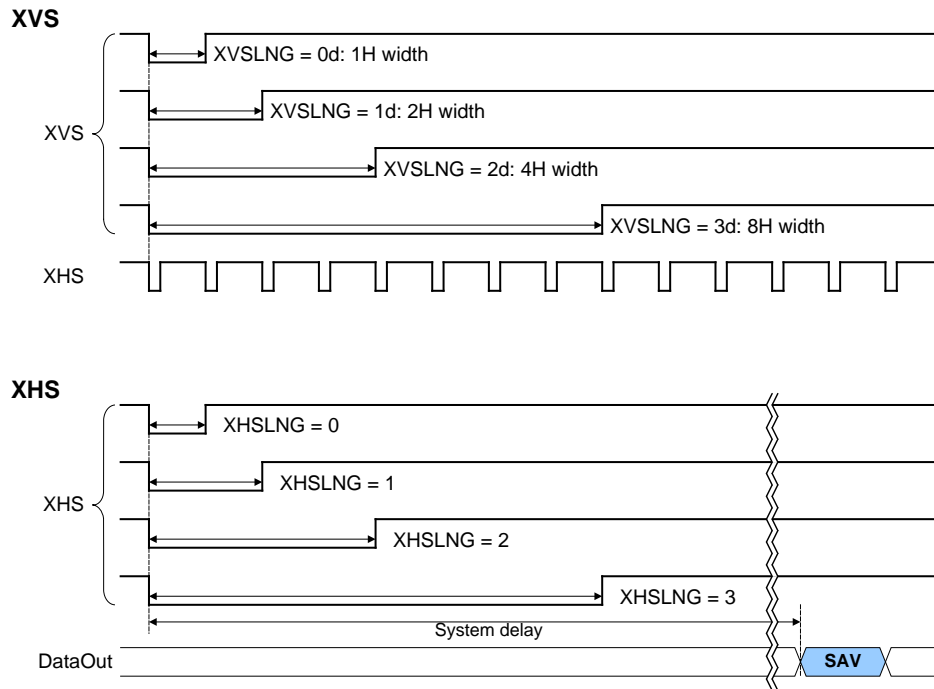 XVS
XVSLNG = 0d: 1H width
XVSLNG = 1d: 2H width
XVS
XVSLNG = 2d: 4H width
XVSLNG = 3d: 8H width
XHS
XHS
XHSLNG = 0
XHSLNG = 1
XHS
XHSLNG = 2
XHSLNG = 3
System delay
DataOut
SAV